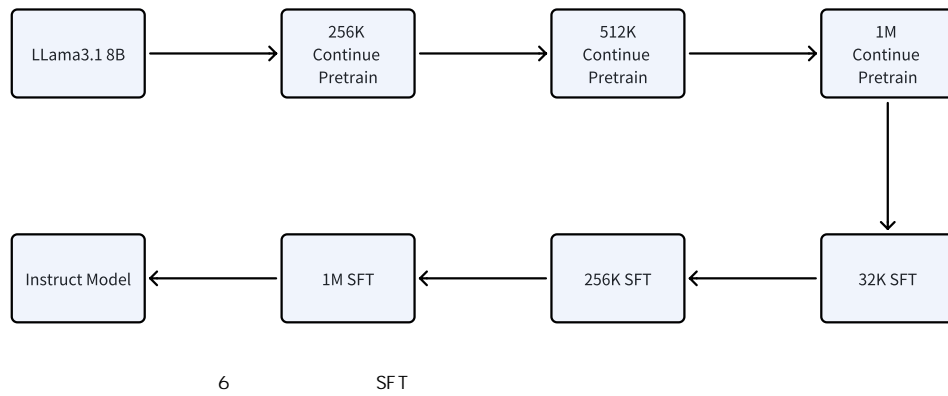 LLama3.1 8B
256K
Continue
Pretrain
512K
Continue
Pretrain
1M
Continue
Pretrain
Instruct Model
1M SFT
256K SFT
32K SFT
6 SFT